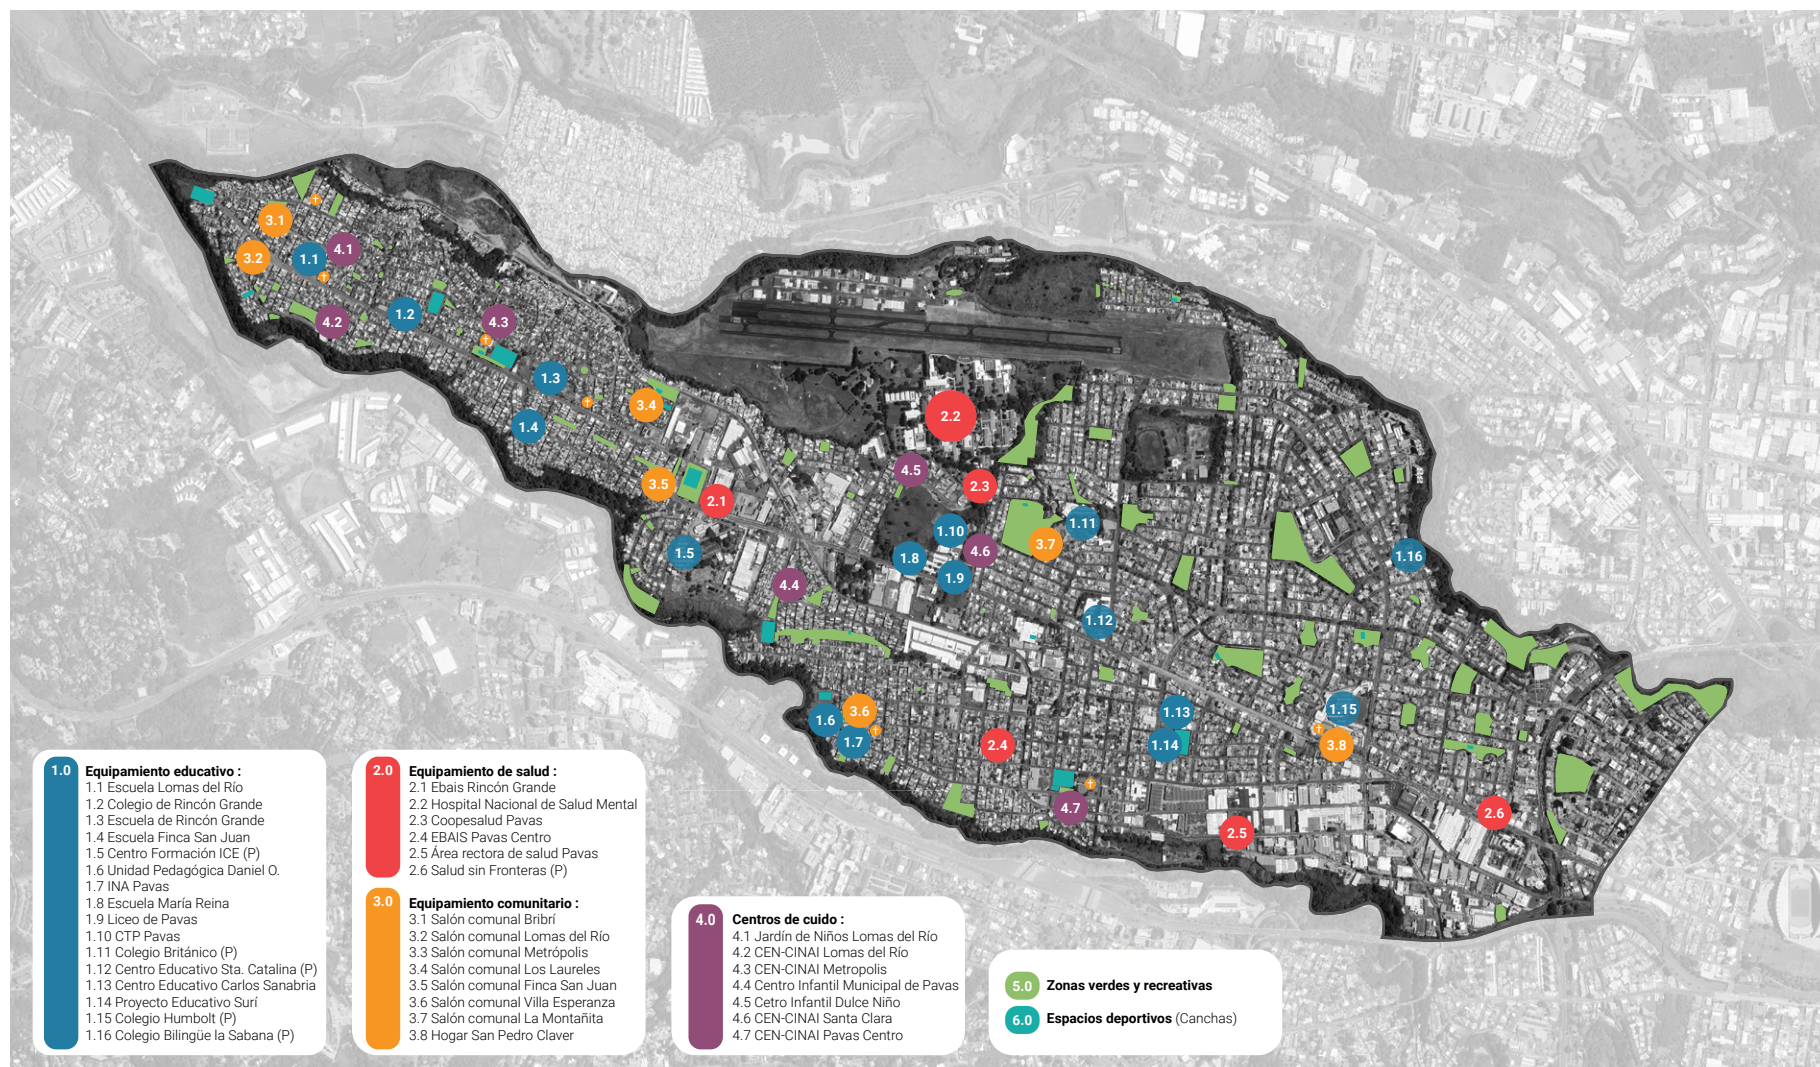 3.1
4.1
3.2
1.1
4.2
1.2
4.3
1.3
3.4
1.4
2.2
4.5
2.3
3.5
2.1
1.11
1.10
3.7
1.5
1.8
4.6
1.16
1.9
4.4
1.12
3.6
1.6
1.7
1.13
1.15
2.4
1.14
3.8
4.7
2.6
2.5
1.0
Equipamiento educativo :
1.1 Escuela Lomas del Río
1.2 Colegio de Rincón Grande
1.3 Escuela de Rincón Grande
1.4 Escuela Finca San Juan
1.5 Centro Formación ICE (P)
1.6 Unidad Pedagógica Daniel O.
1.7 INA Pavas
1.8 Escuela María Reina
1.9 Liceo de Pavas
1.10 CTP Pavas
1.11 Colegio Británico (P)
1.12 Centro Educativo Sta. Catalina (P)
1.13 Centro Educativo Carlos Sanabria
1.14 Proyecto Educativo Surí
1.15 Colegio Humbolt (P)
1.16 Colegio Bilingüe la Sabana (P)
2.0
Equipamiento de salud :
2.1 Ebais Rincón Grande
2.2 Hospital Nacional de Salud Mental
2.3 Coopesalud Pavas
2.4 EBAIS Pavas Centro
2.5 Área rectora de salud Pavas
2.6 Salud sin Fronteras (P)
3.0
Equipamiento comunitario :
3.1 Salón comunal Bribrí
3.2 Salón comunal Lomas del Río
3.3 Salón comunal Metrópolis
3.4 Salón comunal Los Laureles
3.5 Salón comunal Finca San Juan
3.6 Salón comunal Villa Esperanza
3.7 Salón comunal La Montañita
3.8 Hogar San Pedro Claver
4.0
Centros de cuido :
4.1 Jardín de Niños Lomas del Río
4.2 CEN-CINAI Lomas del Río
4.3 CEN-CINAI Metropolis
4.4 Centro Infantil Municipal de Pavas
4.5 Cetro Infantil Dulce Niño
4.6 CEN-CINAI Santa Clara
4.7 CEN-CINAI Pavas Centro
5.0 Zonas verdes y recreativas
6.0 Espacios deportivos (Canchas)